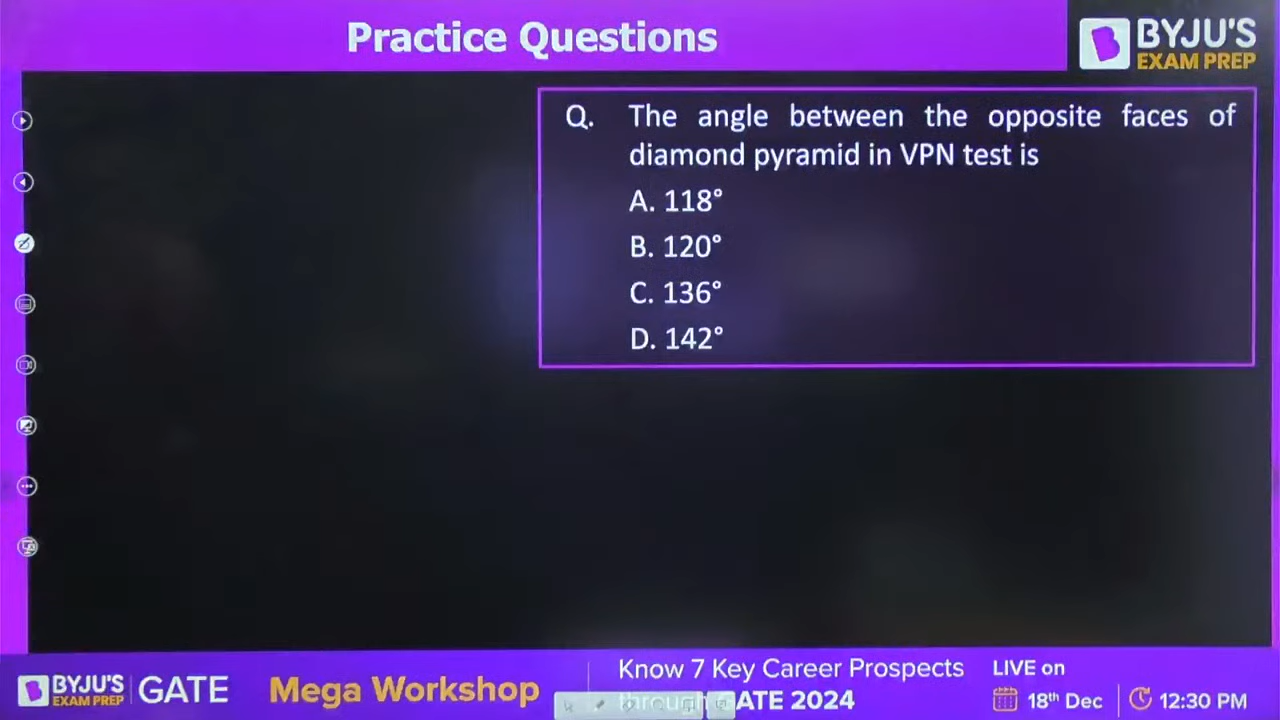 Practice Questions
BYJU'S
EXAM PREP
Q. The angle between the opposite faces of
diamond pyramid in VPN test is
A. 118°
B. 120°
C. 136°
D. 142°
BYJU'S
EXAM PREP
GATE
Mega Workshop
Know 7 Key Career Prospects
through GATE 2024
LIVE on
18th Dec
12:30 PM